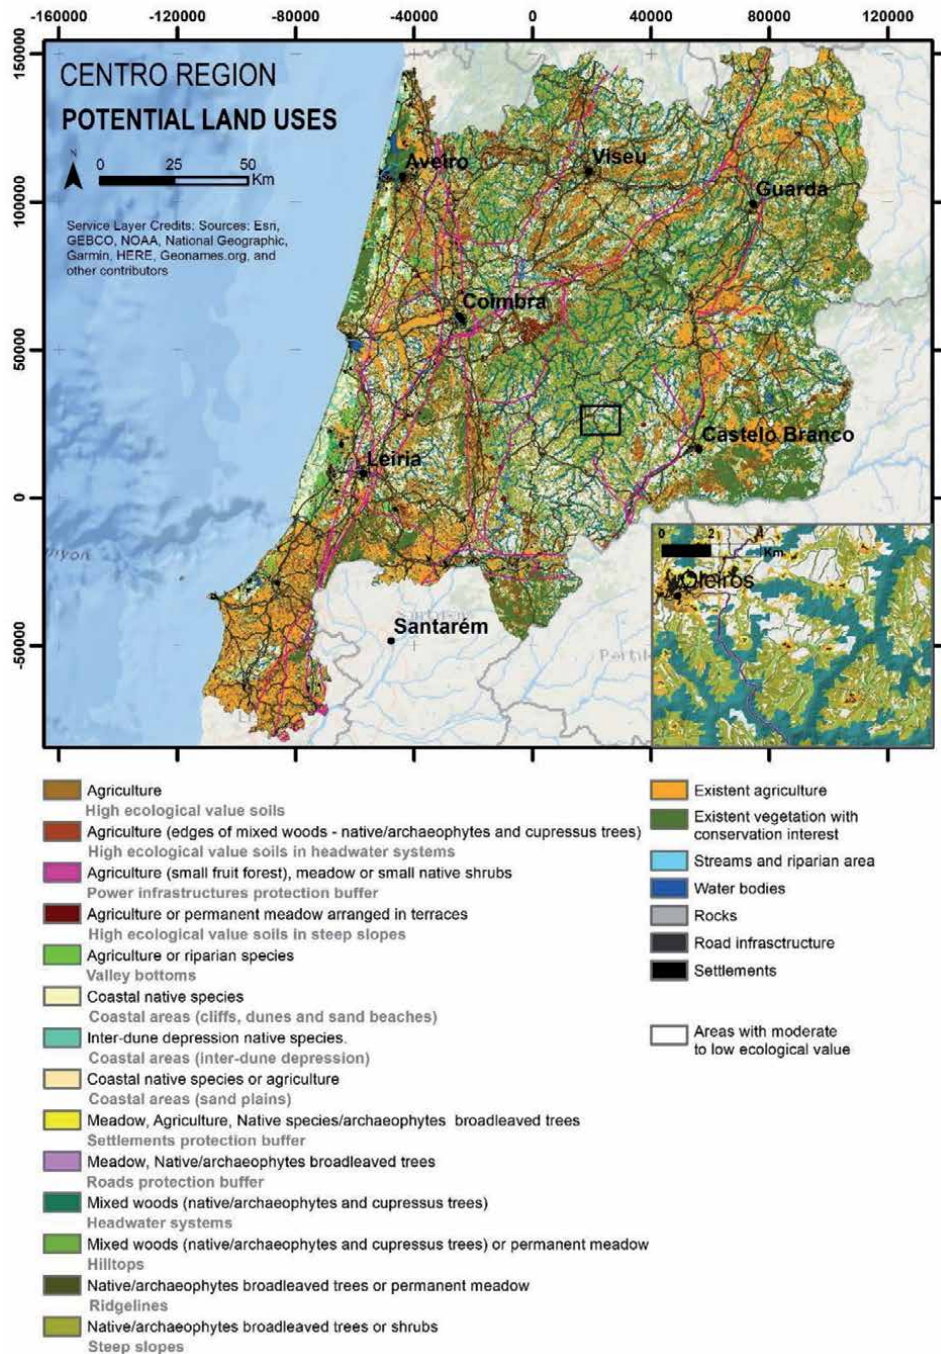 -160000 -120000 -80000 -40000 0 40000 80000 120000
150000
100000
50000
0
-50000
CENTRO REGION
POTENTIAL LAND USES
N
0 25 50
Km
Service Layer Credits: Sources: Esri,
GEBCO, NOAA, National Geographic,
Garmin, HERE, Geonames.org, and
other contributors
Aveiro
Viseu
Guarda
Coimbra
Castelo Branco
Leiria
Santarém
0 2 4
Km
Oleiros
-160000 -120000 -80000 -40000 0 40000 80000 120000
Agriculture
High ecological value soils
Agriculture (edges of mixed woods - native/archaeophytes and cupressus trees)
High ecological value soils in headwater systems
Agriculture (small fruit forest), meadow or small native shrubs
Power infrastructures protection buffer
Agriculture or permanent meadow arranged in terraces
High ecological value soils in steep slopes
Agriculture or riparian species
Valley bottoms
Coastal native species
Coastal areas (cliffs, dunes and sand beaches)
Inter-dune depression native species.
Coastal areas (inter-dune depression)
Coastal native species or agriculture
Coastal areas (sand plains)
Meadow, Agriculture, Native species/archaeophytes broadleaved trees
Settlements protection buffer
Meadow, Native/archaeophytes broadleaved trees
Roads protection buffer
Mixed woods (native/archaeophytes and cupressus trees)
Headwater systems
Mixed woods (native/archaeophytes and cupressus trees) or permanent meadow
Hilltops
Native/archaeophytes broadleaved trees or permanent meadow
Ridgelines
Native/archaeophytes broadleaved trees or shrubs
Steep slopes
Existent agriculture
Existent vegetation with
conservation interest
Streams and riparian area
Water bodies
Rocks
Road infrasctructure
Settlements
Areas with moderate
to low ecological value